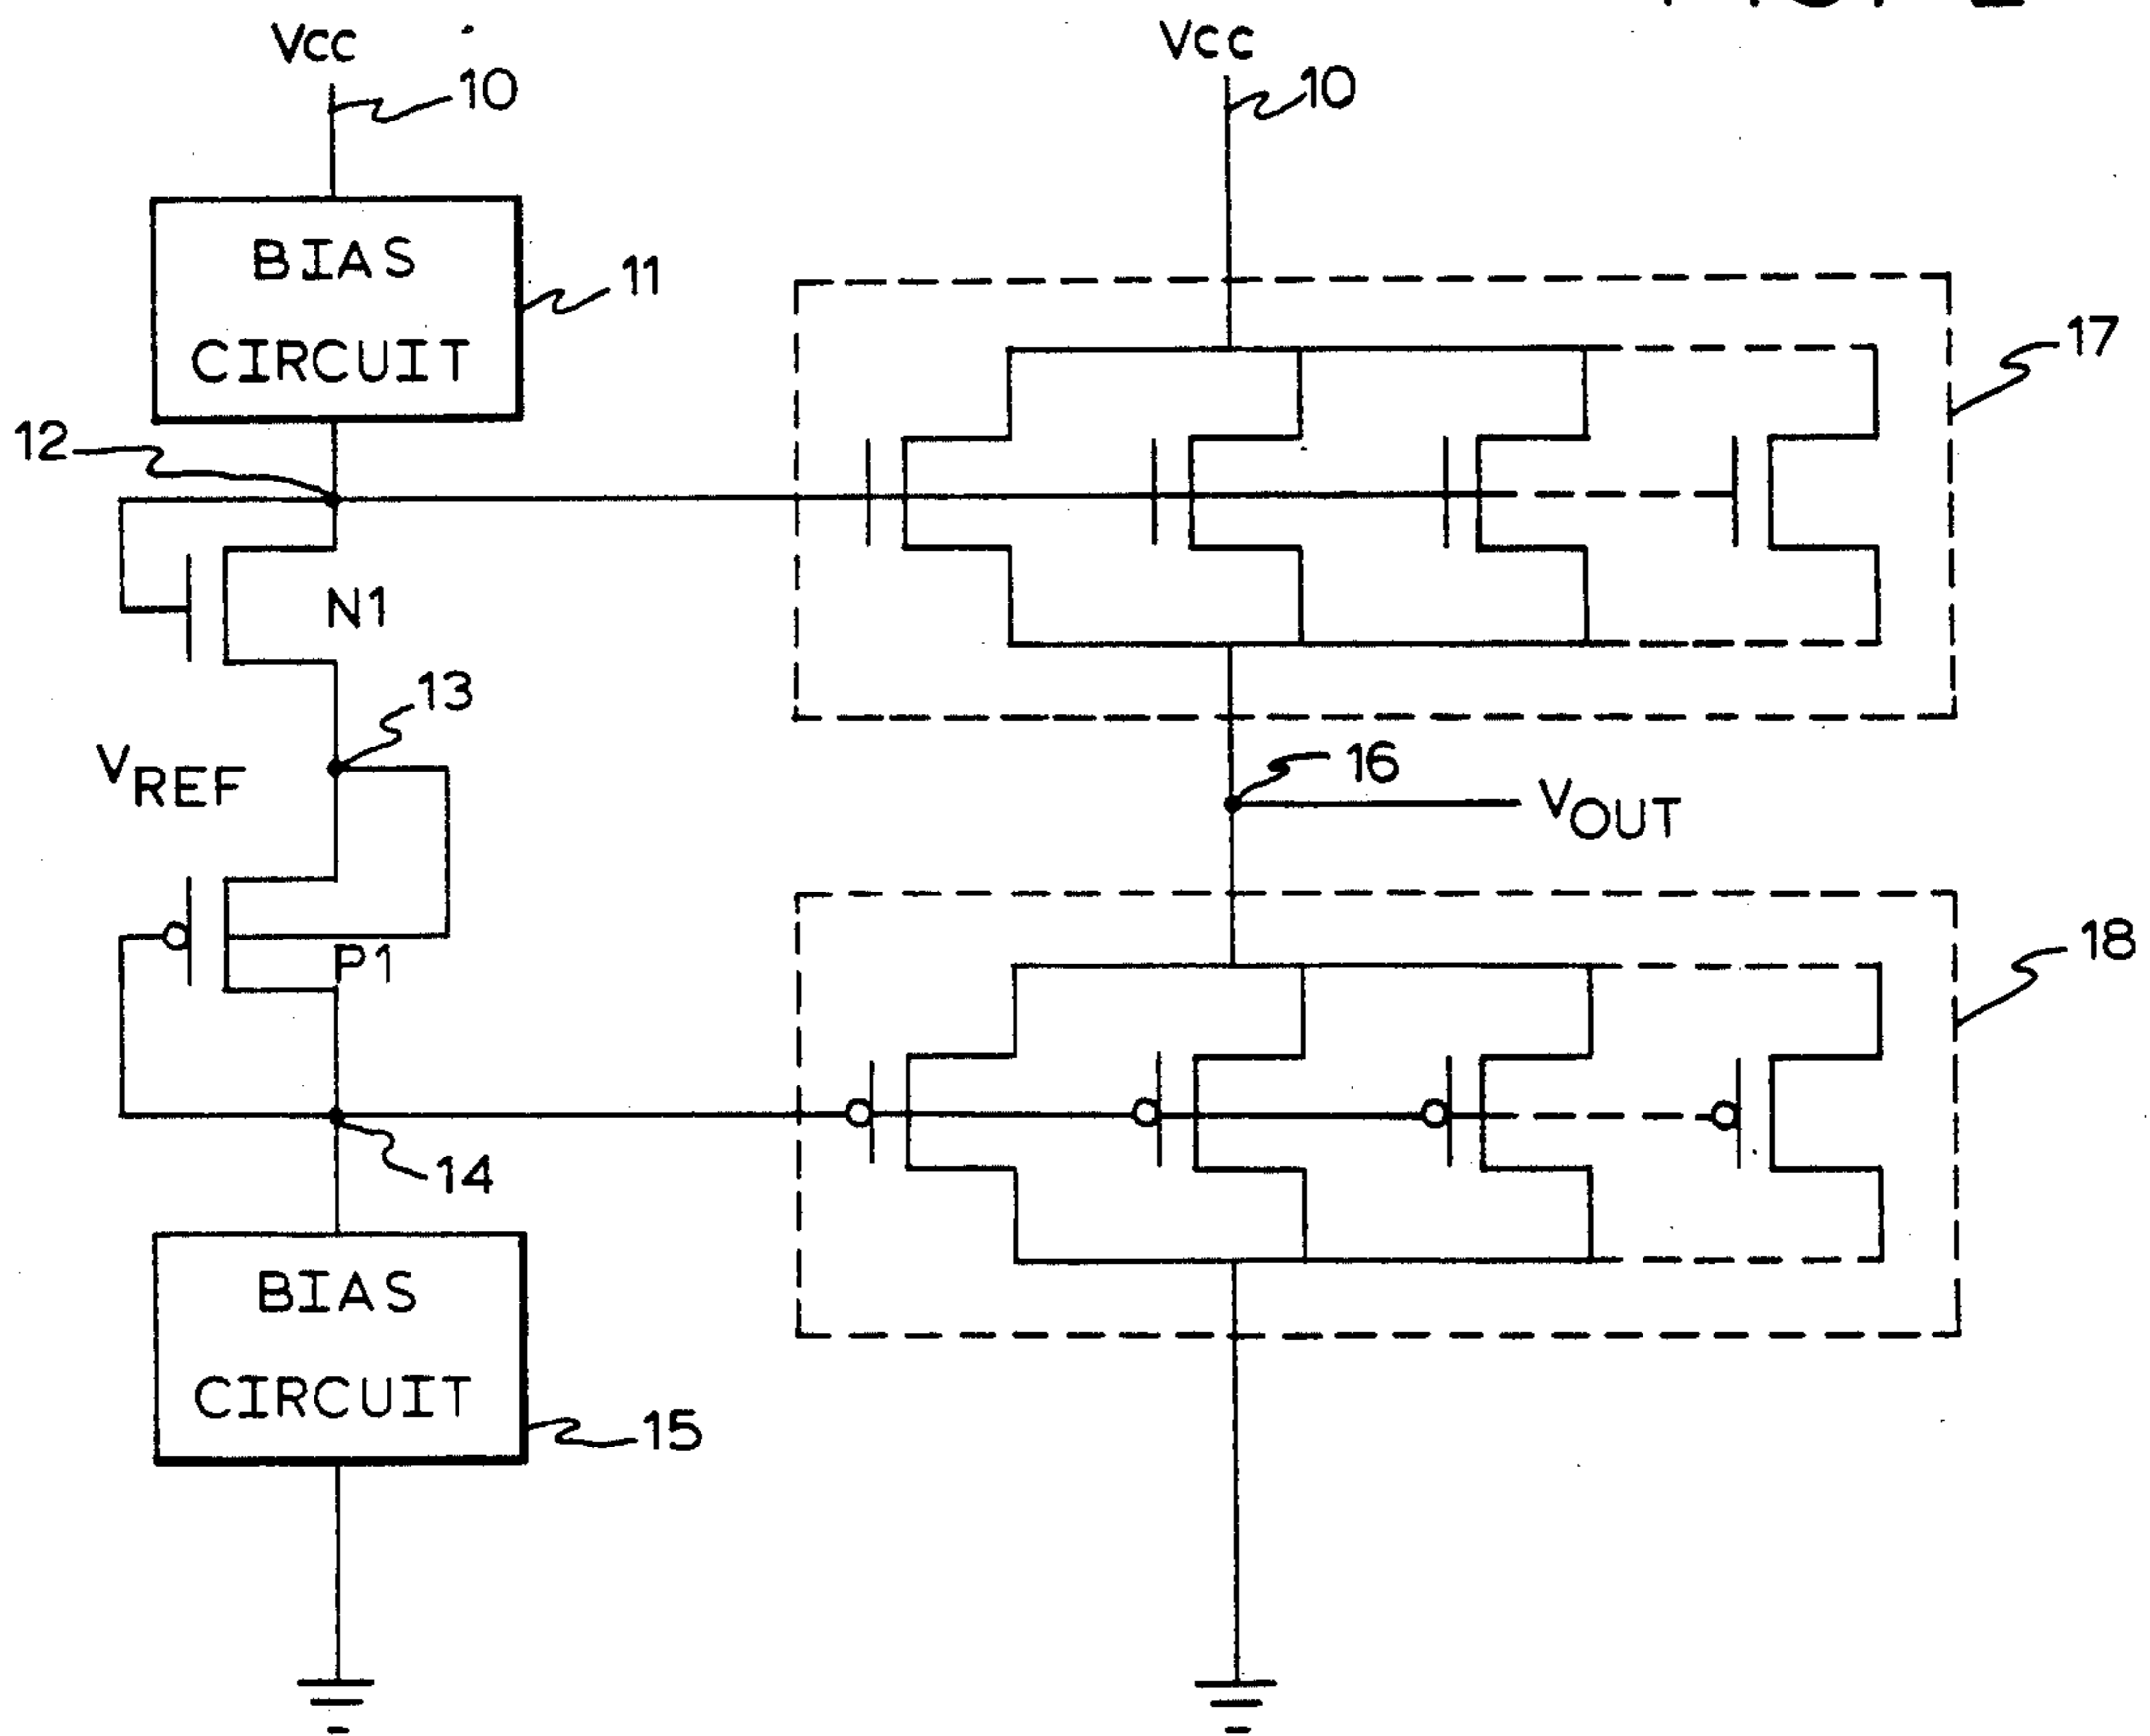 Vcc
10
Vcc
10
BIAS
CIRCUIT
11
17
12
N1
13
VREF
16
VOUT
P1
18
14
BIAS
CIRCUIT
15